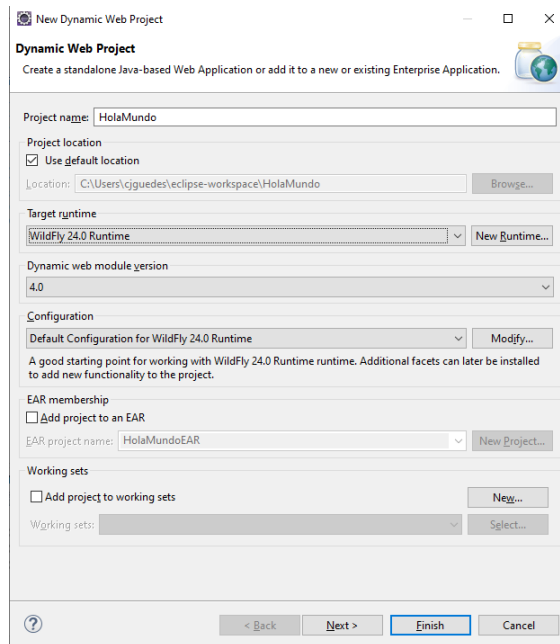 New Dynamic Web Project
Dynamic Web Project
Create a standalone Java-based Web Application or add it to a new or existing Enterprise Application.
Project name: HolaMundo
Project location
Use default location
Location: C:\Users\cjguedes\eclipse-workspace\HolaMundo Browse...
Target runtime
WildFly 24.0 Runtime New Runtime...
Dynamic web module version
4.0
Configuration
Default Configuration for WildFly 24.0 Runtime Modify...
A good starting point for working with WildFly 24.0 Runtime runtime. Additional facets can later be installed
to add new functionality to the project.
EAR membership
Add project to an EAR
EAR project name: HolaMundoEAR New Project...
Working sets
Add project to working sets New...
Working sets: Select...
? < Back Next > Finish Cancel